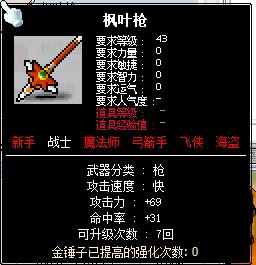 枫叶枪
要求等级： 43
要求力量： 0
要求敏捷： 0
要求智力： 0
要求运气： 0
要求人气度： -
道具等级： -
道具经验值： -
新手 战士 魔法师 弓箭手 飞侠 海盗
武器分类： 枪
攻击速度： 快
攻击力： +69
命中率： +31
可升级次数： 7回
金锤子已提高的强化次数: 0